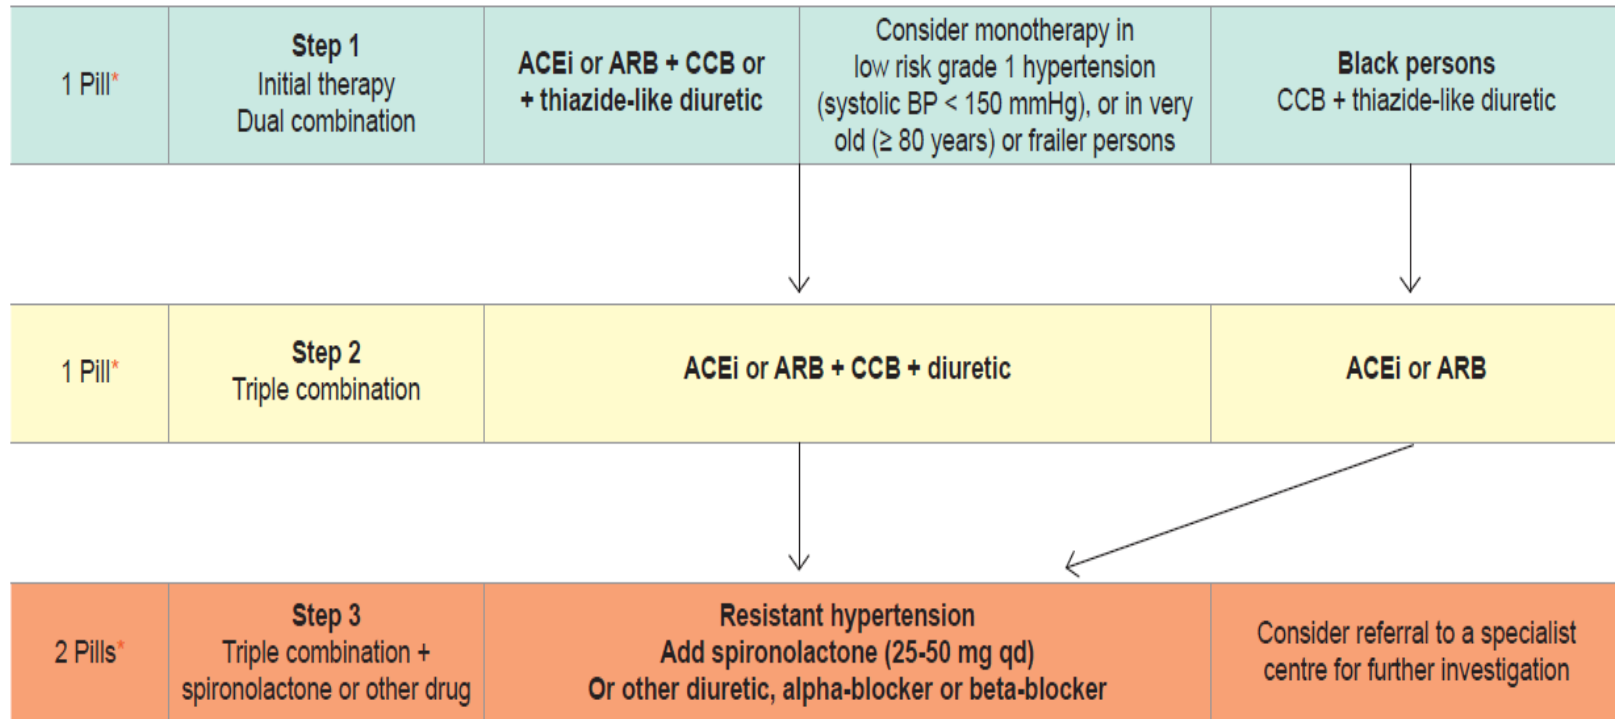 1 Pill*
Step 1
Initial therapy
Dual combination
ACEi or ARB + CCB or
+ thiazide-like diuretic
Consider monotherapy in
low risk grade 1 hypertension
(systolic BP < 150 mmHg), or in very
old (≥ 80 years) or frailer persons
Black persons
CCB + thiazide-like diuretic
1 Pill*
Step 2
Triple combination
ACEi or ARB + CCB + diuretic
ACEi or ARB
2 Pills*
Step 3
Triple combination +
spironolactone or other drug
Resistant hypertension
Add spironolactone (25-50 mg qd)
Or other diuretic, alpha-blocker or beta-blocker
Consider referral to a specialist
centre for further investigation